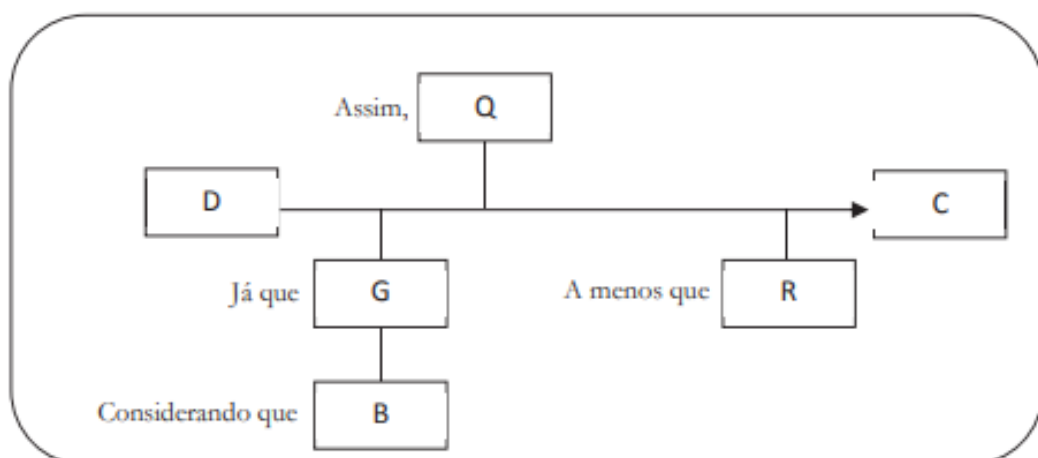 Assim, Q
D
C
Já que G
A menos que R
Considerando que B